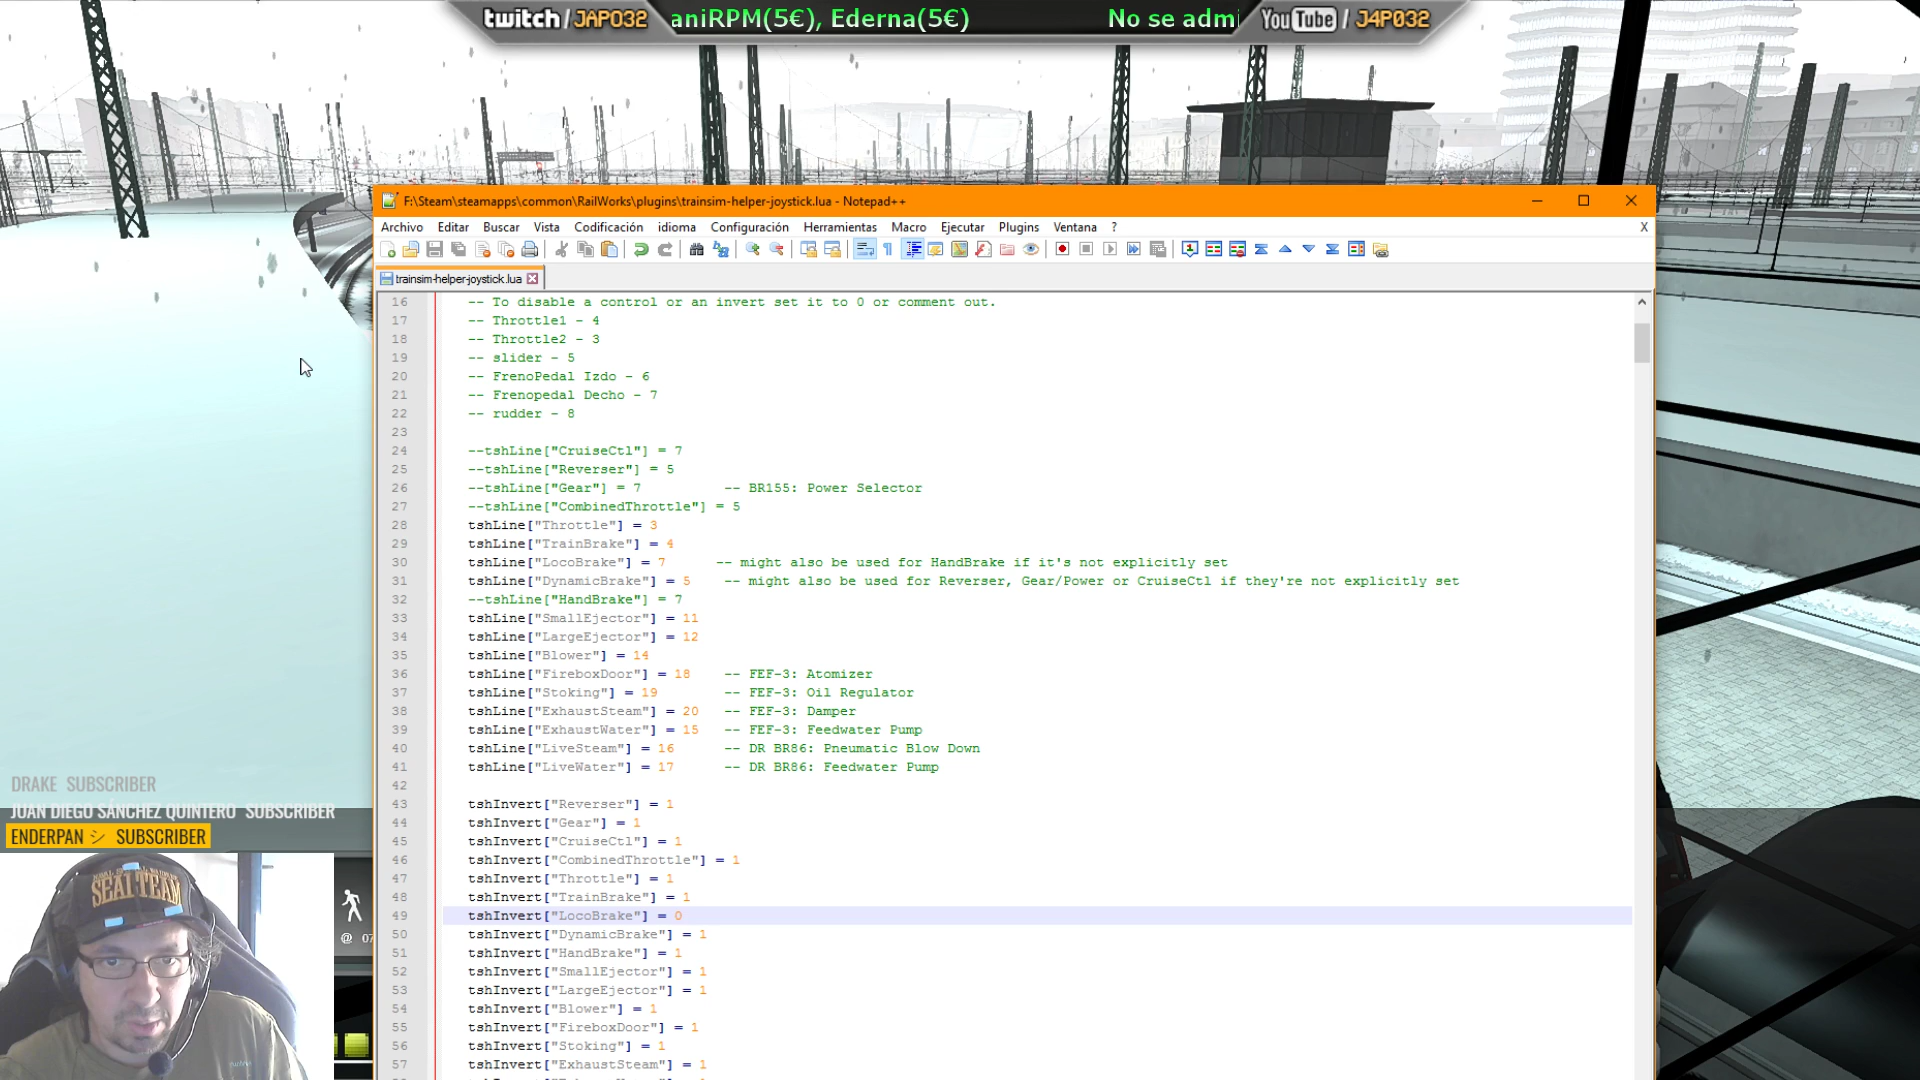 twitch / JAPO32
aniRPM(5€), Ederna(5€) No se admi
YouTube / J4P032
F:\Steam\steamapps\common\RailWorks\plugins\trainsim-helper-joystick.lua - Notepad++
Archivo Editar Buscar Vista Codificación idioma Herramientas Configuración Macro Ejecutar Plugins Ventana ? X
trainsim-helper-joystick.lua
16 -- To disable a control or an invert set it to 0 or comment out.
17 -- Throttle1 - 4
18 -- Throttle2 - 3
19 -- slider - 5
20 -- FrenoPedal Izdo - 6
21 -- Frenopedal Decho - 7
22 -- rudder - 8
23
24 --tshLine["CruiseCtl"] = 7
25 --tshLine["Reverser"] = 5
26 --tshLine["Gear"] = 7 -- BR155: Power Selector
27 --tshLine["CombinedThrottle"] = 5
28 tshLine["Throttle"] = 3
29 tshLine["TrainBrake"] = 4
30 tshLine["LocoBrake"] = 7 -- might also be used for HandBrake if it's not explicitly set
31 tshLine["DynamicBrake"] = 5 -- might also be used for Reverser, Gear/Power or CruiseCtl if they're not explicitly set
32 --tshLine["HandBrake"] = 7
33 tshLine["SmallEjector"] = 11
34 tshLine["LargeEjector"] = 12
35 tshLine["Blower"] = 14
36 tshLine["FireboxDoor"] = 18 -- FEF-3: Atomizer
37 tshLine["Stoking"] = 19 -- FEF-3: Oil Regulator
38 tshLine["ExhaustSteam"] = 20 -- FEF-3: Damper
39 tshLine["ExhaustWater"] = 15 -- FEF-3: Feedwater Pump
40 tshLine["LiveSteam"] = 16 -- DR BR86: Pneumatic Blow Down
41 tshLine["LiveWater"] = 17 -- DR BR86: Feedwater Pump
42
43 tshInvert["Reverser"] = 1
44 tshInvert["Gear"] = 1
45 tshInvert["CruiseCtl"] = 1
46 tshInvert["CombinedThrottle"] = 1
47 tshInvert["Throttle"] = 1
48 tshInvert["TrainBrake"] = 1
49 tshInvert["LocoBrake"] = 0
50 tshInvert["DynamicBrake"] = 1
51 tshInvert["HandBrake"] = 1
52 tshInvert["SmallEjector"] = 1
53 tshInvert["LargeEjector"] = 1
54 tshInvert["Blower"] = 1
55 tshInvert["FireboxDoor"] = 1
56 tshInvert["Stoking"] = 1
57 tshInvert["ExhaustSteam"] = 1
DRAKE SUBSCRIBER
JUAN DIEGO SÁNCHEZ QUINTERO SUBSCRIBER
ENDERPAN シ SUBSCRIBER
SEAL TEAM
@ 07